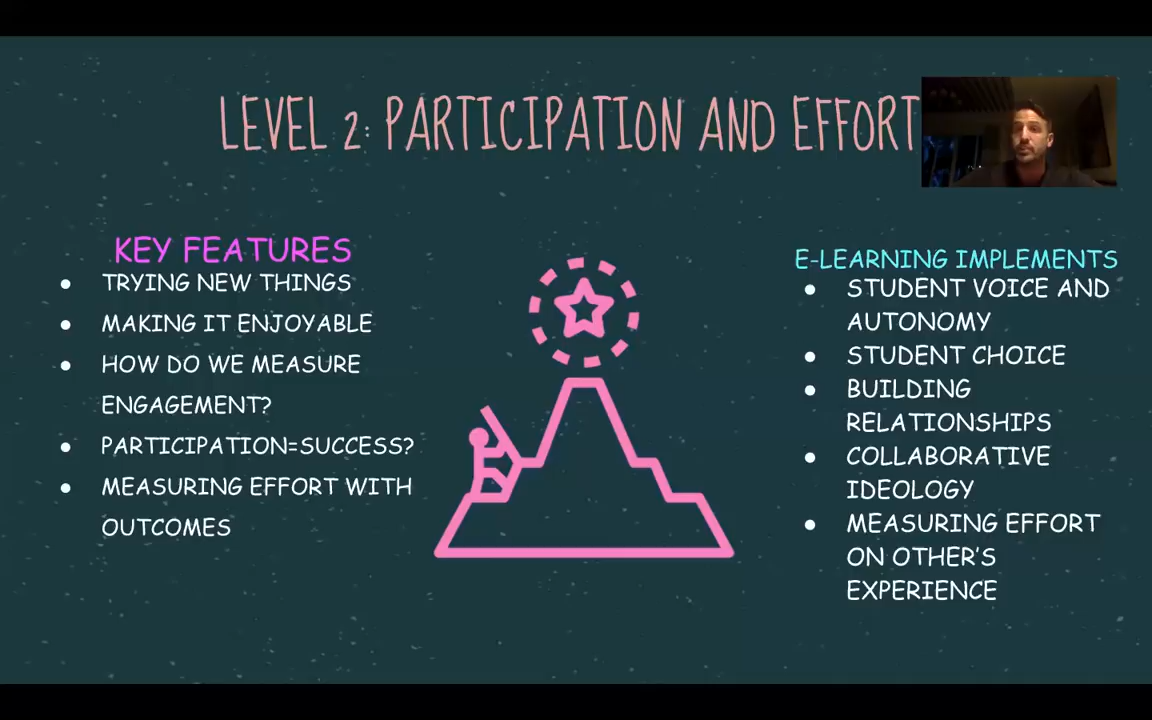 LEVEL 2: PARTICIPATION AND EFFORT
KEY FEATURES
● TRYING NEW THINGS
● MAKING IT ENJOYABLE
● HOW DO WE MEASURE
ENGAGEMENT?
● PARTICIPATION=SUCCESS?
● MEASURING EFFORT WITH
OUTCOMES
E-LEARNING IMPLEMENTS
● STUDENT VOICE AND
AUTONOMY
● STUDENT CHOICE
● BUILDING
RELATIONSHIPS
● COLLABORATIVE
IDEOLOGY
● MEASURING EFFORT
ON OTHER'S
EXPERIENCE